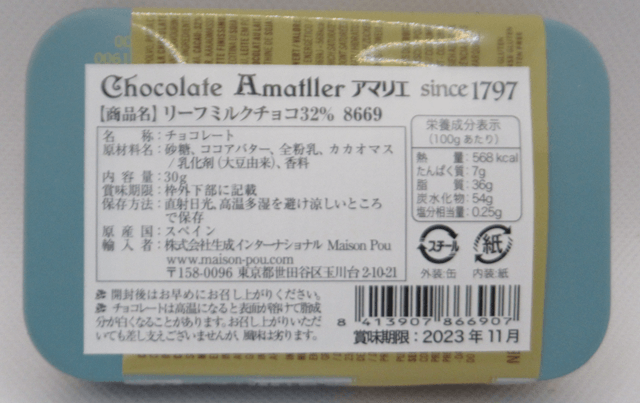 Chocolate Amatller アマリエ since1797
【商品名】リーフミルクチョコ32% 8669
名　　称：チョコレート
原材料名：砂糖、ココアバター、全粉乳、カカオマス
/乳化剤（大豆由来）、香料
内 容 量：30g
賞味期限：枠外下部に記載
保存方法：直射日光,高温多湿を避け涼しいところ
で保存
原 産 国：スペイン
輸 入 者：株式会社生成インターナショナル Maison Pou
www.maison-pou.com
〒158-0096 東京都世田谷区玉川台2-10-21
栄養成分表示
(100gあたり)
熱　　量：568kcal
たんぱく質：7g
脂　　質：36g
炭水化物：54g
塩分相当量：0.25g
スチール
紙
外装:缶
内装:紙
開封後はお早めにお召し上がりください。
チョコレートは高温になると表面が溶けて脂成
分が白くなることがあります。お召し上がりいただ
いても差し支えございませんが、風味は劣ります。
8 413907 866907
賞味期限：2023年11月